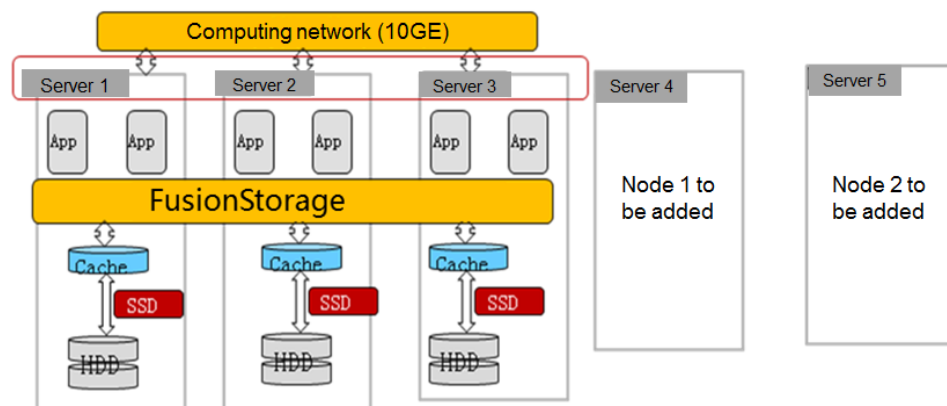 Computing network (10GE)
Server 1
Server 2
Server 3
Server 4
Server 5
App
App
App
App
App
App
Node 1 to
be added
Node 2 to
be added
FusionStorage
Cache
Cache
Cache
SSD
SSD
SSD
HDD
HDD
HDD